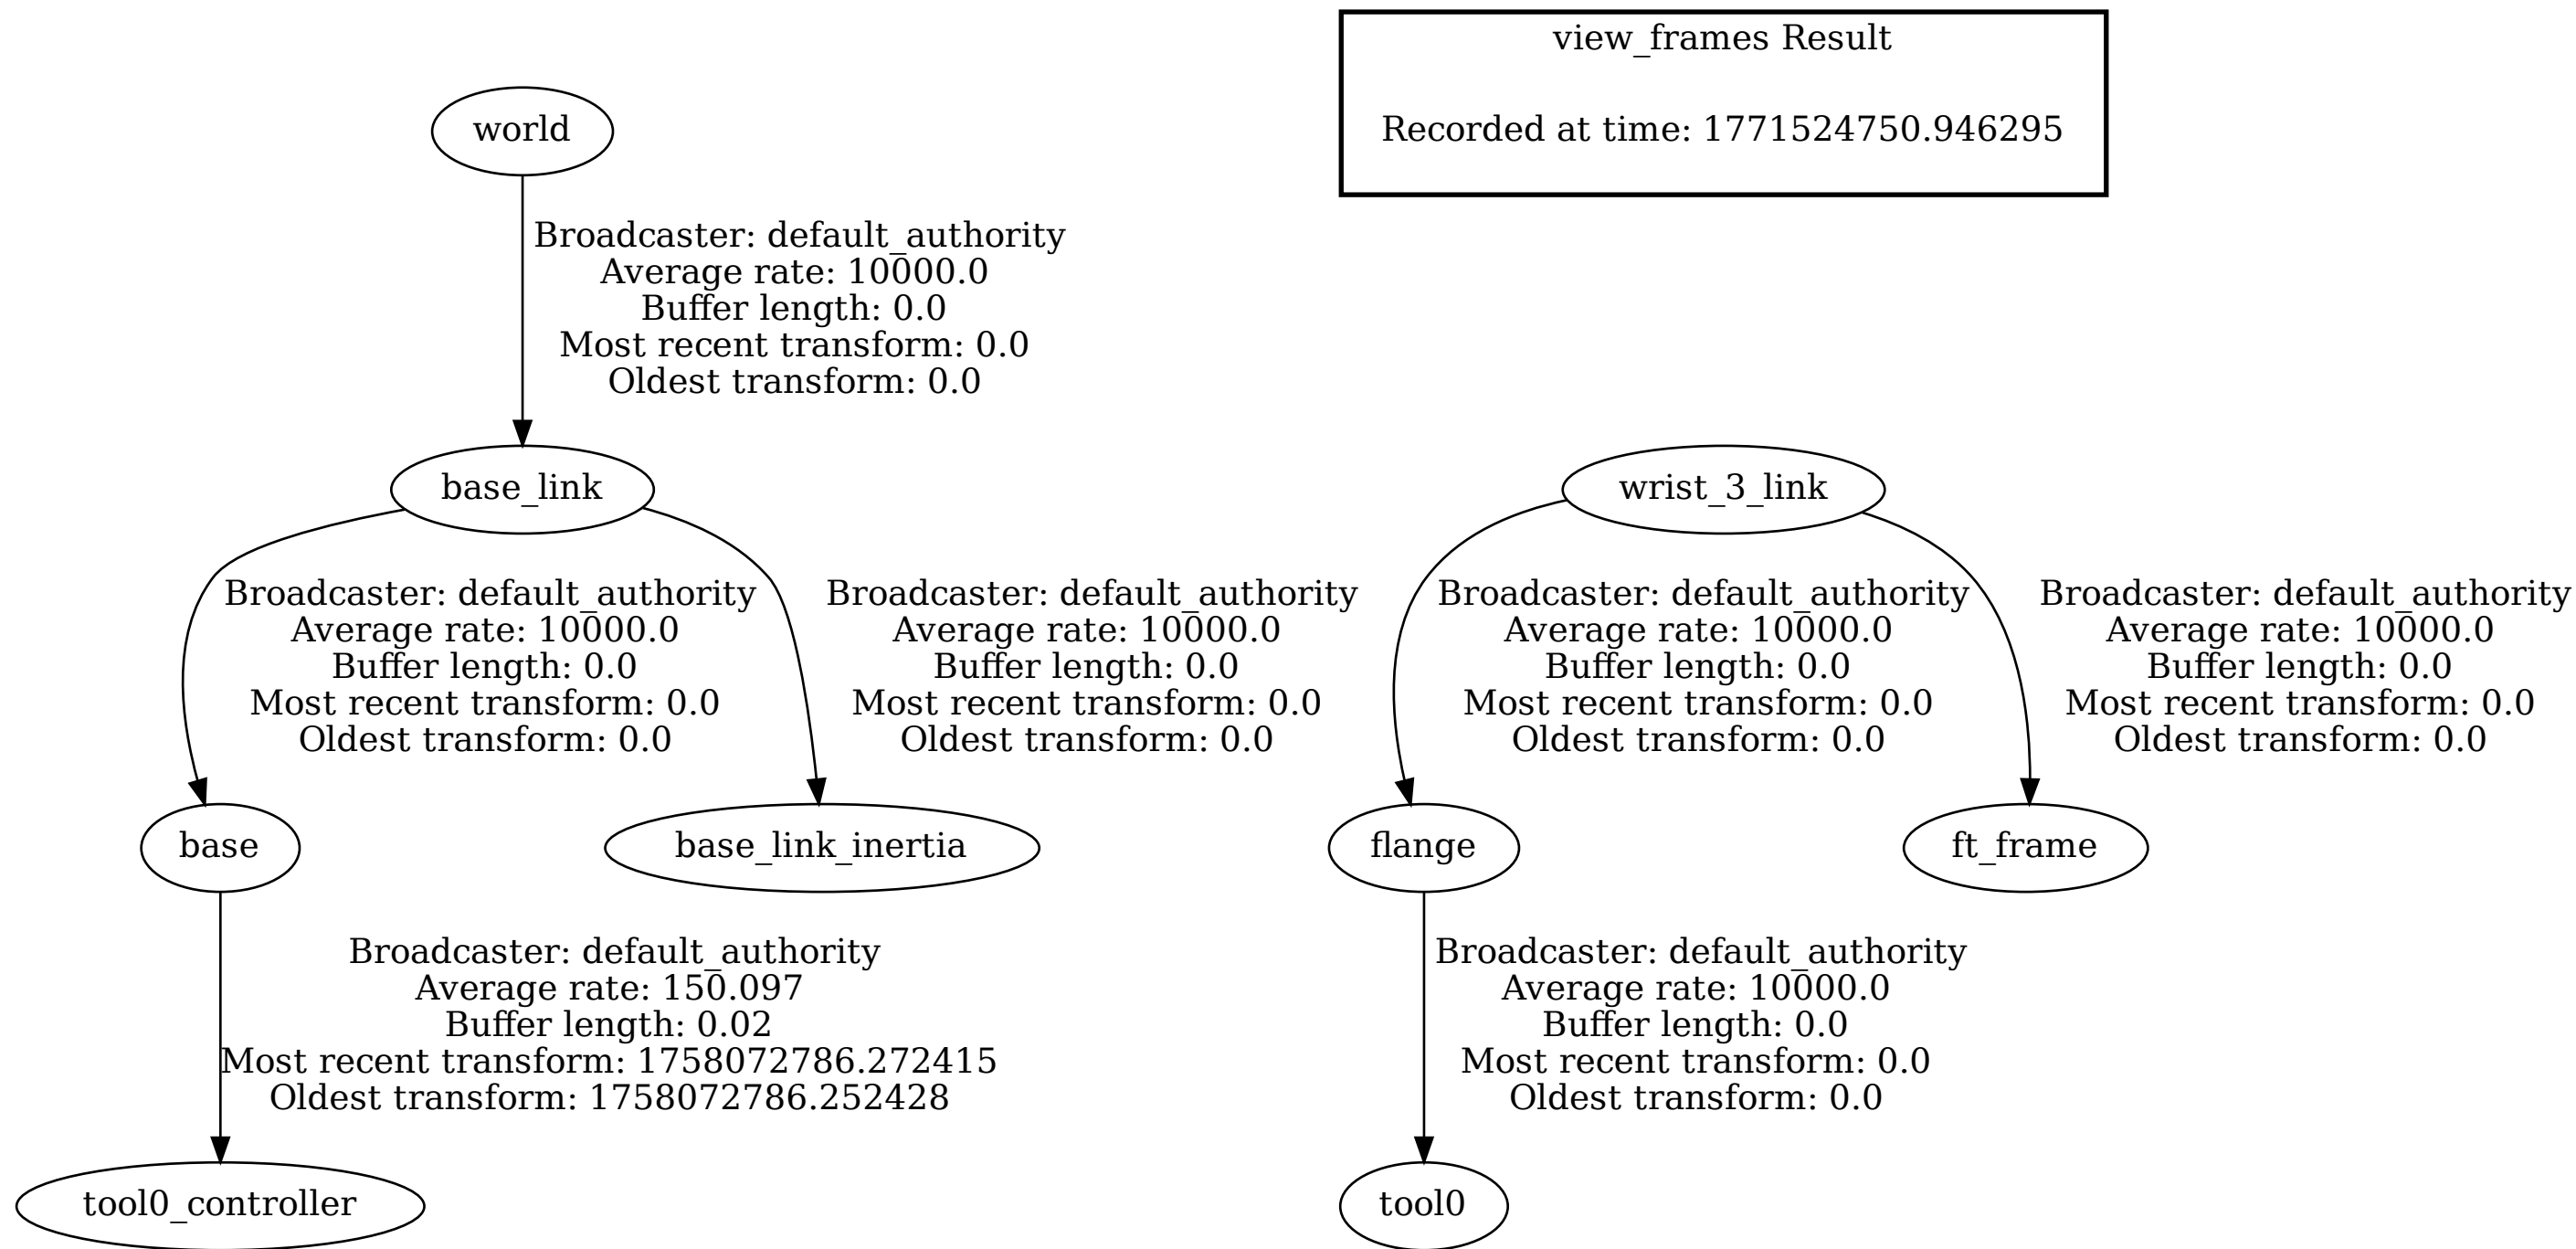 view_frames Result
Recorded at time: 1771524750.946295
world
Broadcaster: default_authority
Average rate: 10000.0
Buffer length: 0.0
Most recent transform: 0.0
Oldest transform: 0.0
base_link
wrist_3_link
Broadcaster: default_authority
Average rate: 10000.0
Buffer length: 0.0
Most recent transform: 0.0
Oldest transform: 0.0
Broadcaster: default_authority
Average rate: 10000.0
Buffer length: 0.0
Most recent transform: 0.0
Oldest transform: 0.0
Broadcaster: default_authority
Average rate: 10000.0
Buffer length: 0.0
Most recent transform: 0.0
Oldest transform: 0.0
Broadcaster: default_authority
Average rate: 10000.0
Buffer length: 0.0
Most recent transform: 0.0
Oldest transform: 0.0
base
base_link_inertia
flange
ft_frame
Broadcaster: default_authority
Average rate: 150.097
Buffer length: 0.02
Most recent transform: 1758072786.272415
Oldest transform: 1758072786.252428
Broadcaster: default_authority
Average rate: 10000.0
Buffer length: 0.0
Most recent transform: 0.0
Oldest transform: 0.0
tool0_controller
tool0